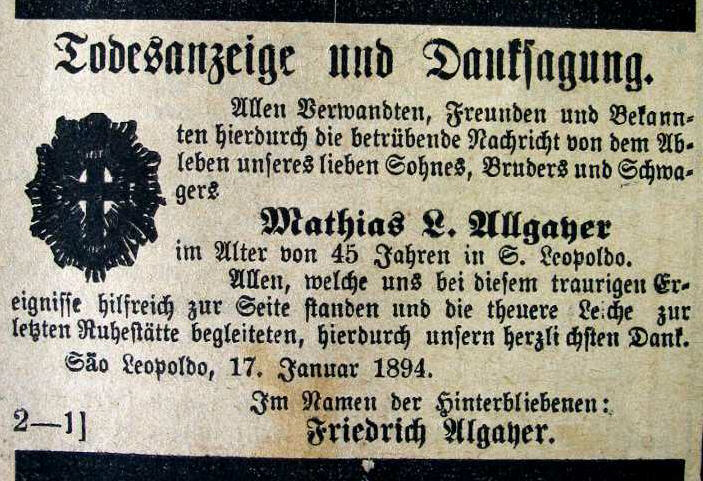 Todesanzeige und Danksagung.
Allen Verwandten, Freunden und Bekann-
ten hierdurch die betrübende Nachricht von dem Ab-
leben unseres lieben Sohnes, Bruders und Schwa-
gers
Mathias L. Allgayer
im Alter von 45 Jahren in S. Leopoldo.
Allen, welche uns bei diesem traurigen Er-
eignisse hilfreich zur Seite standen und die theuere Leiche zur
letzten Ruhestätte begleiteten, hierdurch unsern herzlichsten Dank.
São Leopoldo, 17. Januar 1894.
Im Namen der Hinterbliebenen:
2—1]
Friedrich Algayer.